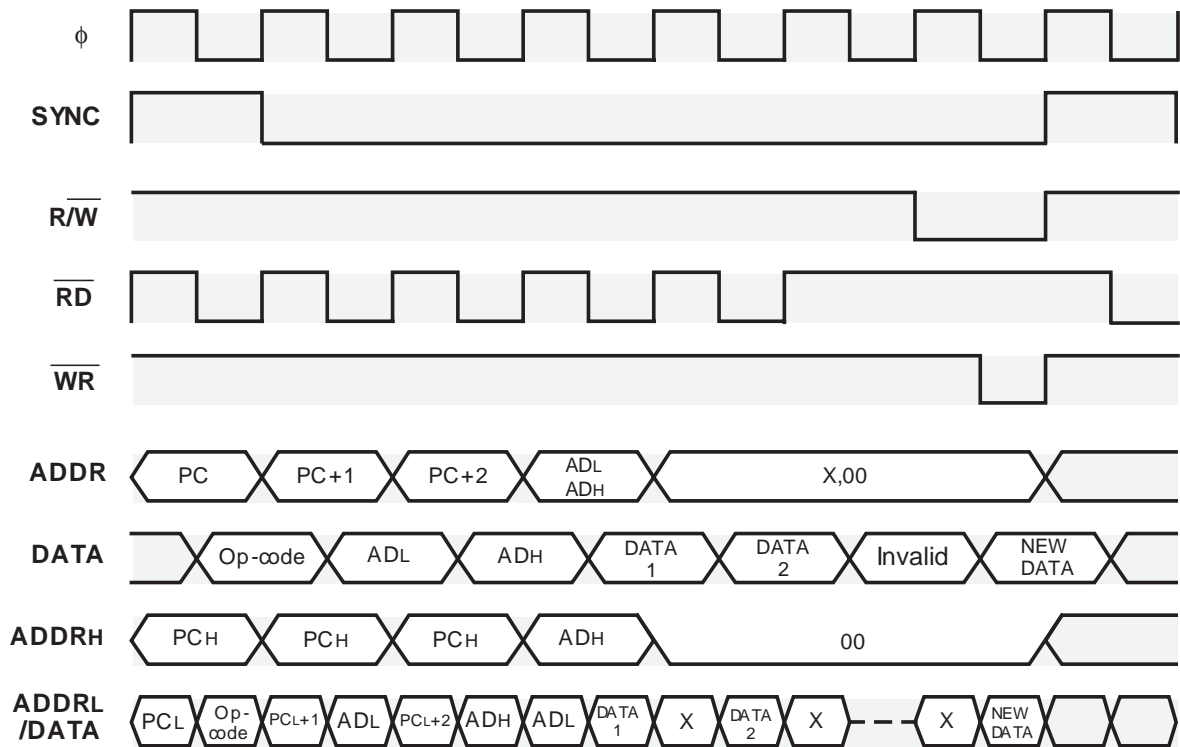 ϕ
SYNC
R/W̅
R̅D̅
W̅R̅
ADDR PC PC+1 PC+2 ADL ADH X,00
DATA Op-code ADL ADH DATA 1 DATA 2 Invalid NEW DATA
ADDRH PCH PCH PCH ADH 00
ADDRL /DATA PCL Op-code PCL+1 ADL PCL+2 ADH ADL DATA 1 X DATA 2 X X NEW DATA